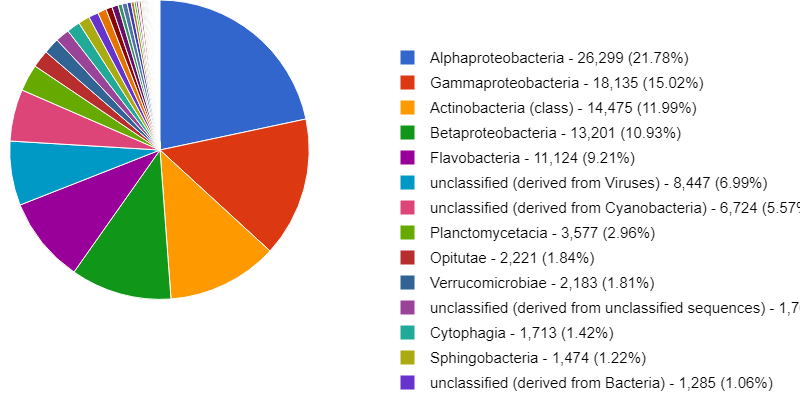 Alphaproteobacteria - 26,299 (21.78%)
Gammaproteobacteria - 18,135 (15.02%)
Actinobacteria (class) - 14,475 (11.99%)
Betaproteobacteria - 13,201 (10.93%)
Flavobacteria - 11,124 (9.21%)
unclassified (derived from Viruses) - 8,447 (6.99%)
unclassified (derived from Cyanobacteria) - 6,724 (5.57%
Planctomycetacia - 3,577 (2.96%)
Opitutae - 2,221 (1.84%)
Verrucomicrobiae - 2,183 (1.81%)
unclassified (derived from unclassified sequences) - 1,7
Cytophagia - 1,713 (1.42%)
Sphingobacteria - 1,474 (1.22%)
unclassified (derived from Bacteria) - 1,285 (1.06%)